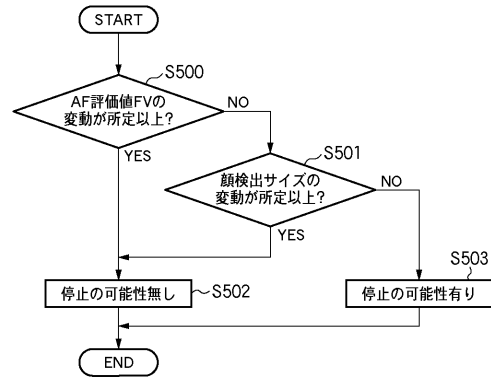 START
S500
AF評価値FVの
変動が所定以上?
NO
YES
S501
顔検出サイズの
変動が所定以上?
NO
YES
S503
停止の可能性無し
S502
停止の可能性有り
END